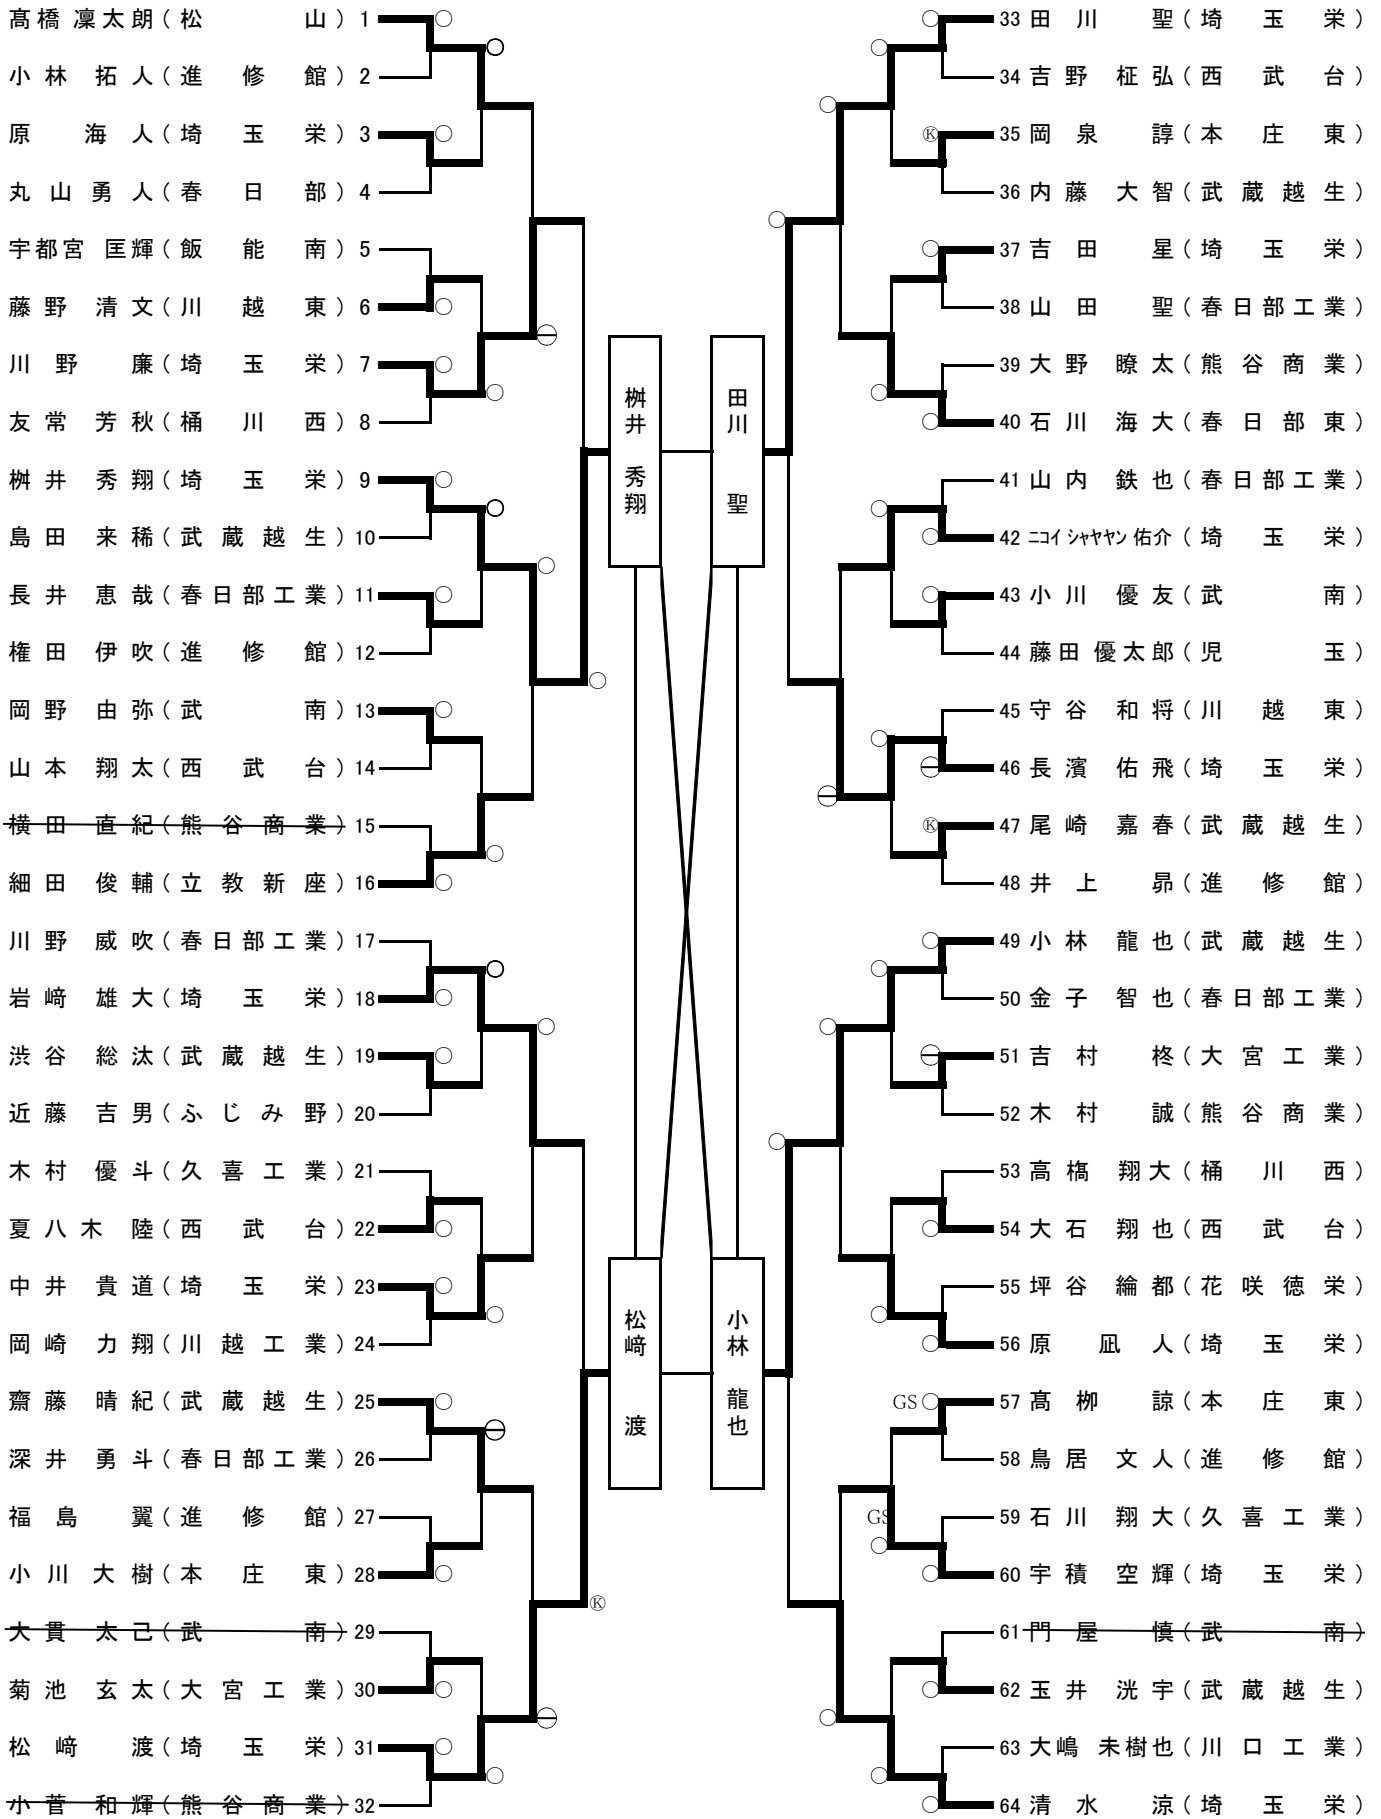 髙橋 凜太朗（松山）1
小林 拓人（進修館）2
原 海人（埼玉栄）3
丸山 勇人（春日部）4
宇都宮 匡輝（飯能南）5
藤野 清文（川越東）6
川野 廉（埼玉栄）7
友常 芳秋（桶川西）8
桝井 秀翔（埼玉栄）9
島田 来稀（武蔵越生）10
長井 恵哉（春日部工業）11
権田 伊吹（進修館）12
岡野 由弥（武南）13
山本 翔太（西武台）14
横田 直紀（熊谷商業）15
細田 俊輔（立教新座）16
川野 威吹（春日部工業）17
岩﨑 雄大（埼玉栄）18
渋谷 総汰（武蔵越生）19
近藤 吉男（ふじみ野）20
木村 優斗（久喜工業）21
夏八木 陸（西武台）22
中井 貴道（埼玉栄）23
岡崎 力翔（川越工業）24
齋藤 晴紀（武蔵越生）25
深井 勇斗（春日部工業）26
福島 翼（進修館）27
小川 大樹（本庄東）28
大貫 太己（武南）29
菊池 玄太（大宮工業）30
松﨑 渡（埼玉栄）31
小菅 和輝（熊谷商業）32
Ⓚ
桝井 秀翔
田川 聖
松﨑 渡
小林 龍也
33 田川 聖（埼玉栄）
34 吉野 柾弘（西武台）
Ⓚ 35 岡泉 諄（本庄東）
36 内藤 大智（武蔵越生）
37 吉田 星（埼玉栄）
38 山田 聖（春日部工業）
39 大野 瞭太（熊谷商業）
40 石川 海大（春日部東）
41 山内 鉄也（春日部工業）
42 ニコイシャヤヤン 佑介（埼玉栄）
43 小川 優友（武南）
44 藤田 優太郎（児玉）
45 守谷 和将（川越東）
46 長濱 佑飛（埼玉栄）
Ⓚ 47 尾崎 嘉春（武蔵越生）
48 井上 昴（進修館）
49 小林 龍也（武蔵越生）
50 金子 智也（春日部工業）
51 吉村 柊（大宮工業）
52 木村 誠（熊谷商業）
53 高槗 翔大（桶川西）
54 大石 翔也（西武台）
55 坪谷 綸都（花咲徳栄）
56 原 凪人（埼玉栄）
GS 57 髙栁 諒（本庄東）
58 鳥居 文人（進修館）
GS
59 石川 翔大（久喜工業）
60 宇積 空輝（埼玉栄）
61 門屋 慎（武南）
62 玉井 洸宇（武蔵越生）
63 大嶋 未樹也（川口工業）
64 清水 涼（埼玉栄）